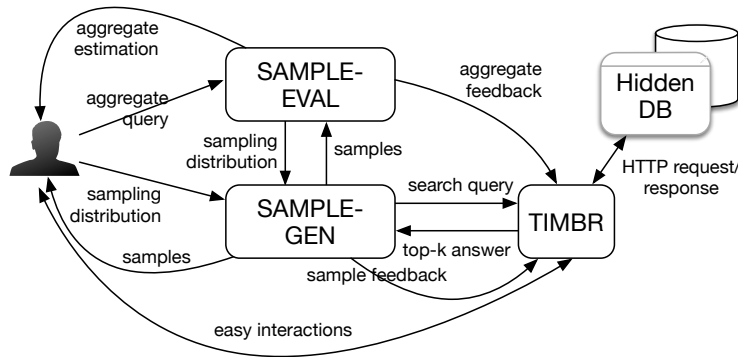 aggregate
estimation
SAMPLE-
EVAL
aggregate
feedback
Hidden
DB
aggregate
query
sampling
distribution
samples
HTTP request/
response
sampling
distribution
SAMPLE-
GEN
search query
TIMBR
top-k answer
samples
sample feedback
easy interactions